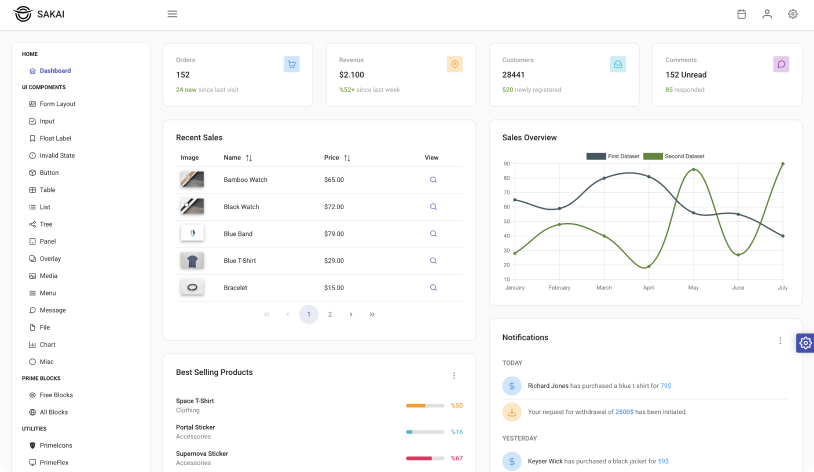 SAKAI
HOME
Dashboard
UI COMPONENTS
Form Layout
Input
Float Label
Invalid State
Button
Table
List
Tree
Panel
Overlay
Media
Menu
Message
File
Chart
Misc
PRIME BLOCKS
Free Blocks
All Blocks
UTILITIES
PrimeIcons
PrimeFlex
Orders
152
24 new since last visit
Revenue
$2.100
%52+ since last week
Customers
28441
520 newly registered
Comments
152 Unread
85 responded
Recent Sales
Image Name Price View
Bamboo Watch $65.00
Black Watch $72.00
Blue Band $79.00
Blue T-Shirt $29.00
Bracelet $15.00
1 2
Best Selling Products
Space T-Shirt
Clothing
%50
Portal Sticker
Accessories
%16
Supernova Sticker
Accessories
%67
Sales Overview
First Dataset Second Dataset
90
80
70
60
50
40
30
20
10
January February March April May June July
Notifications
TODAY
Richard Jones has purchased a blue t-shirt for 79$
Your request for withdrawal of 2500$ has been initiated.
YESTERDAY
Keyser Wick has purchased a black jacket for 59$